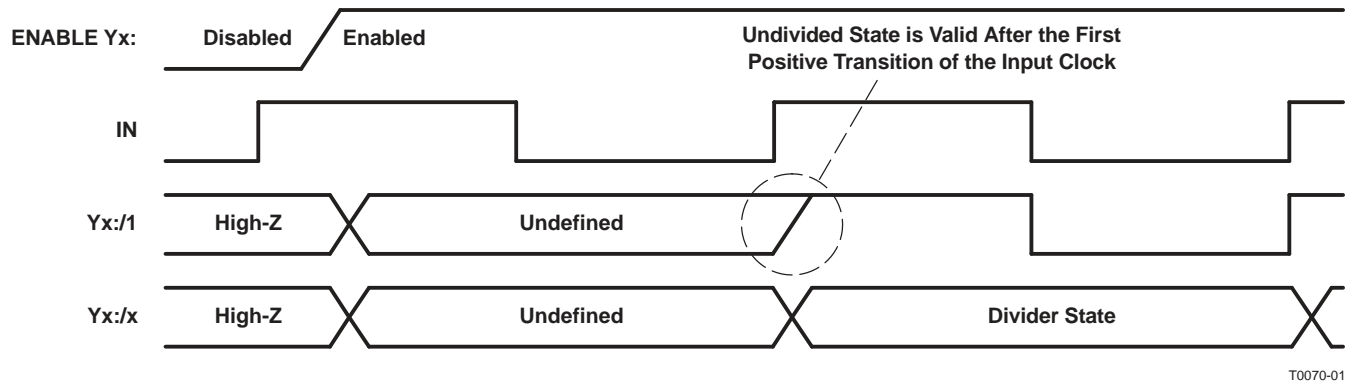 ENABLE Yx: Disabled Enabled
Undivided State is Valid After the First
Positive Transition of the Input Clock
IN
Yx:/1 High-Z Undefined
Yx:/x High-Z Undefined Divider State
T0070-01